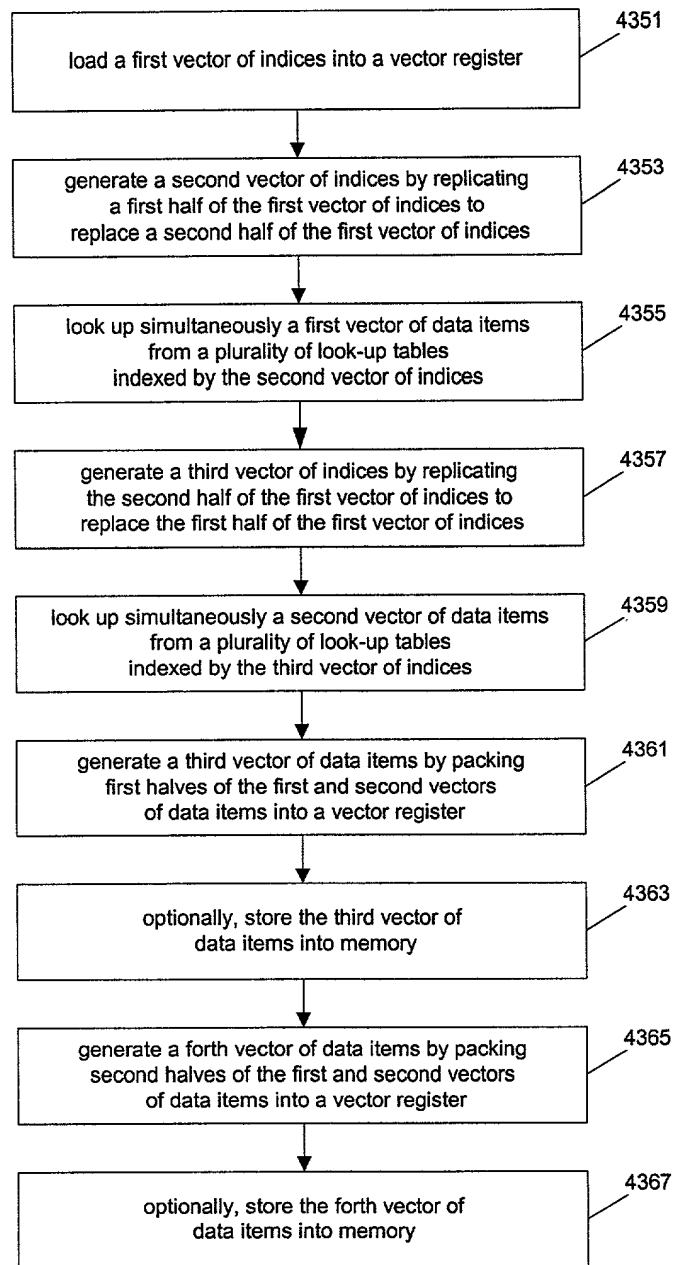 4351
load a first vector of indices into a vector register
4353
generate a second vector of indices by replicating
a first half of the first vector of indices to
replace a second half of the first vector of indices
4355
look up simultaneously a first vector of data items
from a plurality of look-up tables
indexed by the second vector of indices
4357
generate a third vector of indices by replicating
the second half of the first vector of indices to
replace the first half of the first vector of indices
4359
look up simultaneously a second vector of data items
from a plurality of look-up tables
indexed by the third vector of indices
4361
generate a third vector of data items by packing
first halves of the first and second vectors
of data items into a vector register
4363
optionally, store the third vector of
data items into memory
4365
generate a forth vector of data items by packing
second halves of the first and second vectors
of data items into a vector register
4367
optionally, store the forth vector of
data items into memory